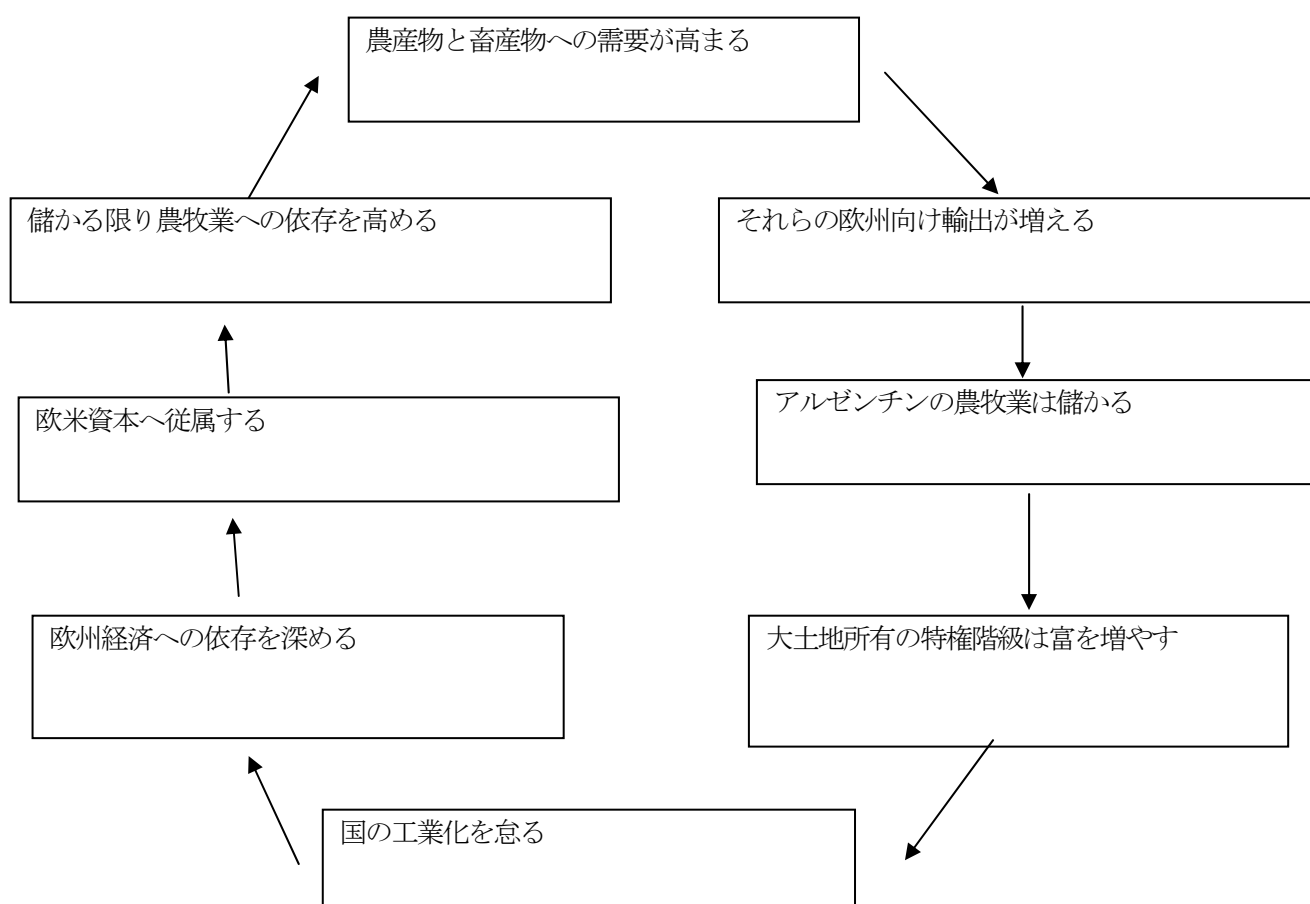 農産物と畜産物への需要が高まる
儲かる限り農牧業への依存を高める
それらの欧州向け輸出が増える
欧米資本へ従属する
アルゼンチンの農牧業は儲かる
欧州経済への依存を深める
大土地所有の特権階級は富を増やす
国の工業化を怠る